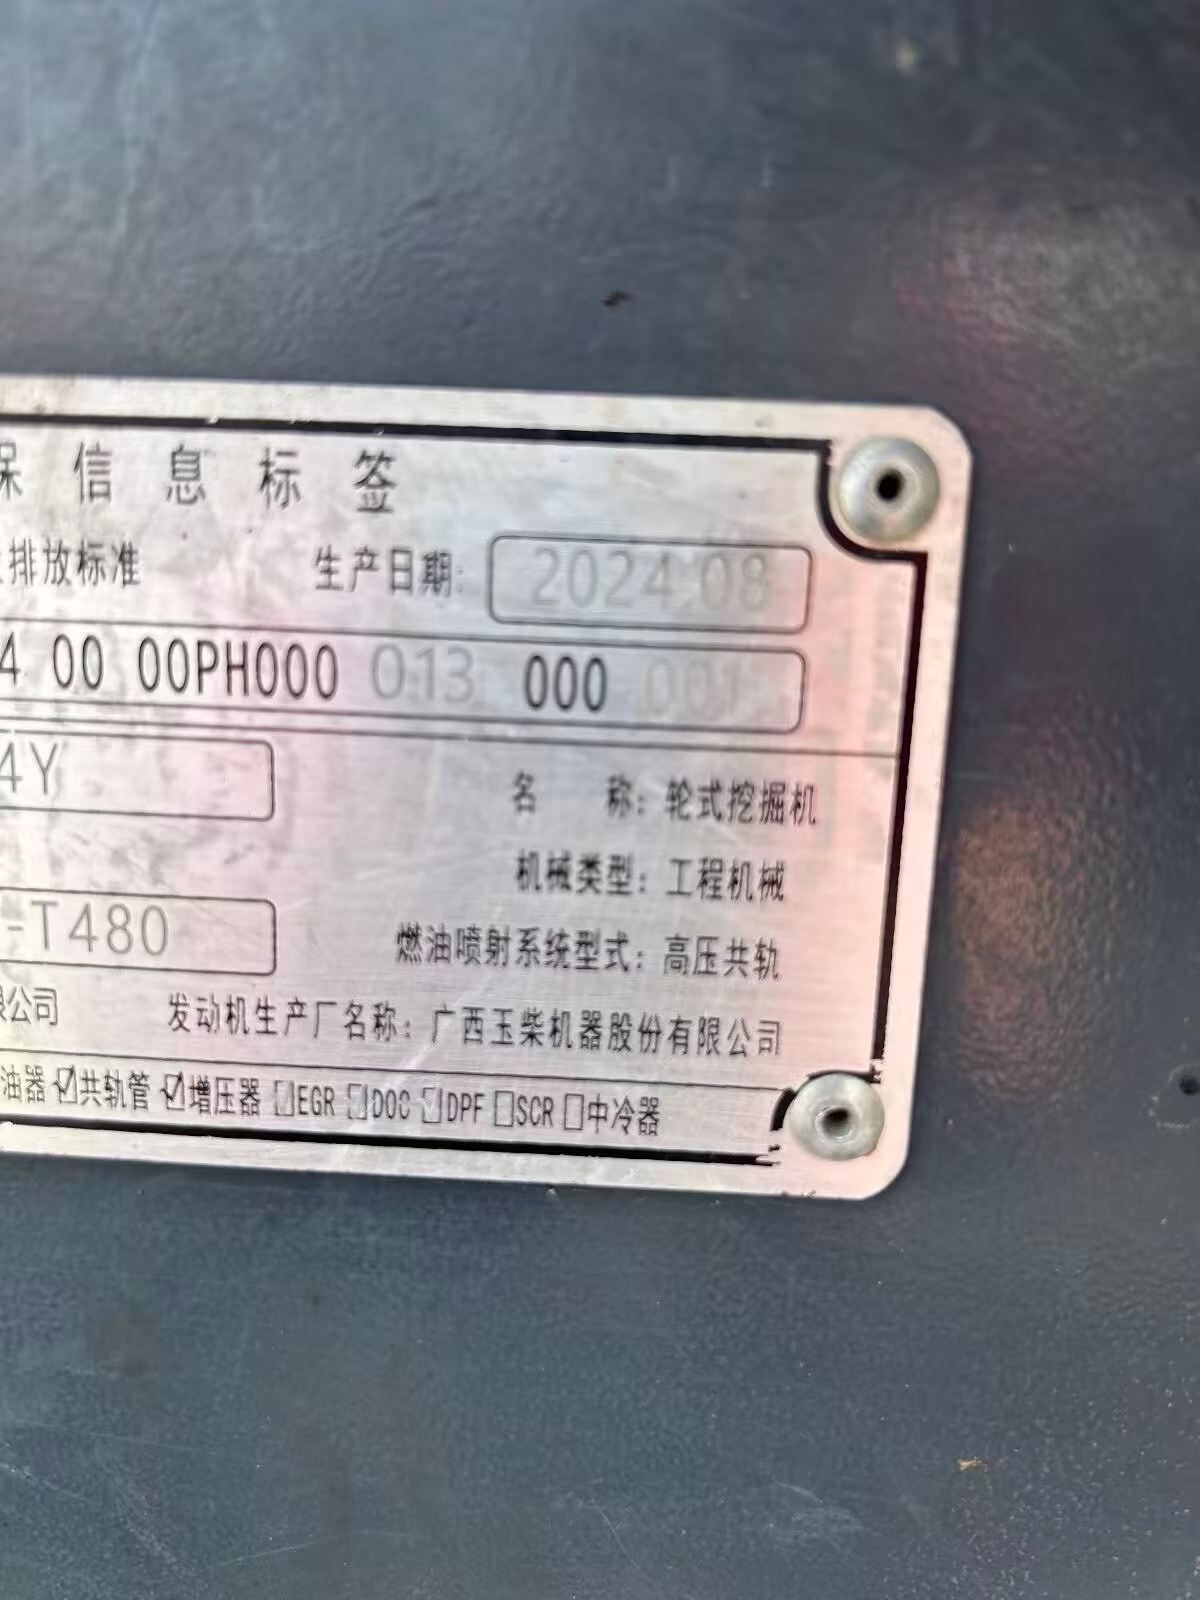 信息标签
排放标准 生产日期: 2024.08
4 00 00PH000 013 000 001
4Y
名 称: 轮式挖掘机
机械类型: 工程机械
-T480
燃油喷射系统型式: 高压共轨
限公司 发动机生产厂名称: 广西玉柴机器股份有限公司
油器 ☑共轨管 ☑增压器 ☑EGR ☑DOC ☑DPF □SCR □中冷器